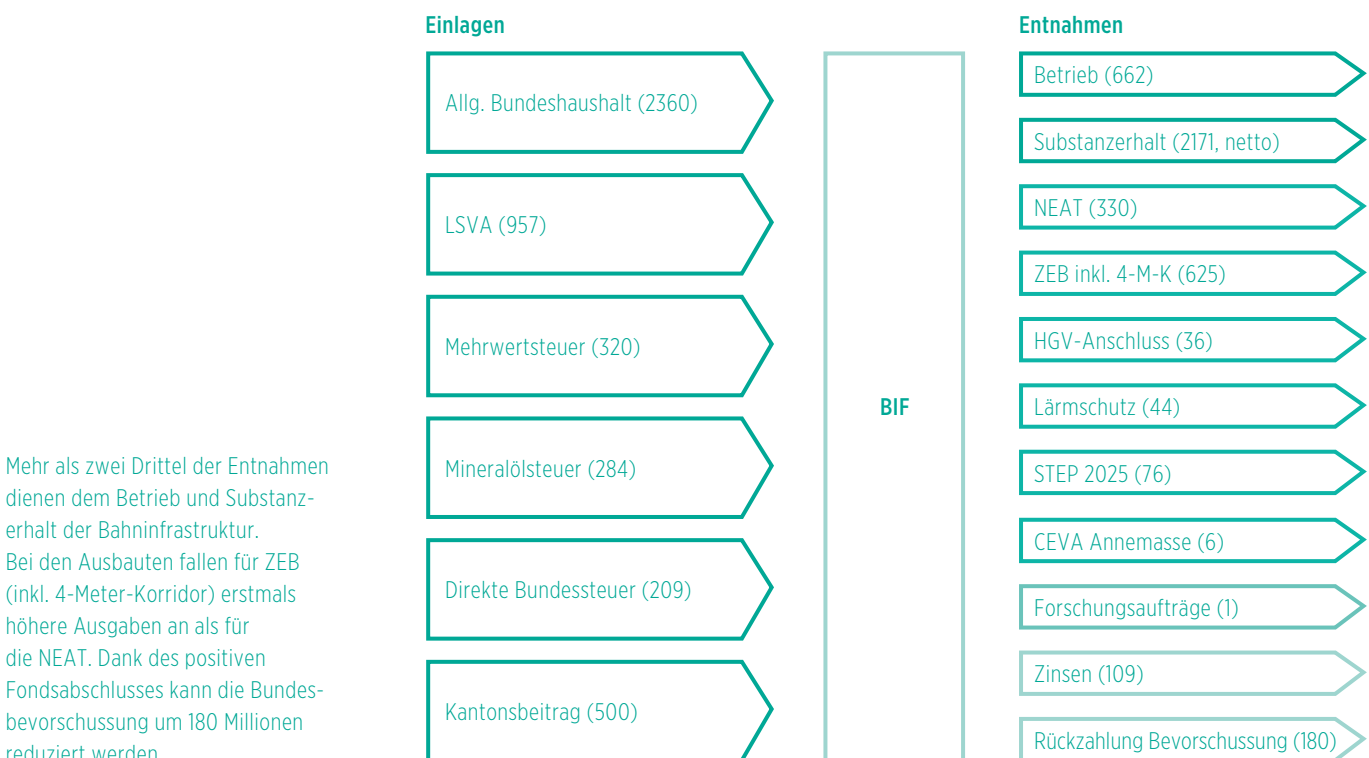 Mehr als zwei Drittel der Entnahmen
dienen dem Betrieb und Substanz-
erhalt der Bahninfrastruktur.
Bei den Ausbauten fallen für ZEB
(inkl. 4-Meter-Korridor) erstmals
höhere Ausgaben an als für
die NEAT. Dank des positiven
Fondsabschlusses kann die Bundes-
bevorschussung um 180 Millionen
reduziert werden
Einlagen
Allg. Bundeshaushalt (2360)
LSVA (957)
Mehrwertsteuer (320)
Mineralölsteuer (284)
Direkte Bundessteuer (209)
Kantonsbeitrag (500)
BIF
Entnahmen
Betrieb (662)
Substanzerhalt (2171, netto)
NEAT (330)
ZEB inkl. 4-M-K (625)
HGV-Anschluss (36)
Lärmschutz (44)
STEP 2025 (76)
CEVA Annemasse (6)
Forschungsaufträge (1)
Zinsen (109)
Rückzahlung Bevorschussung (180)